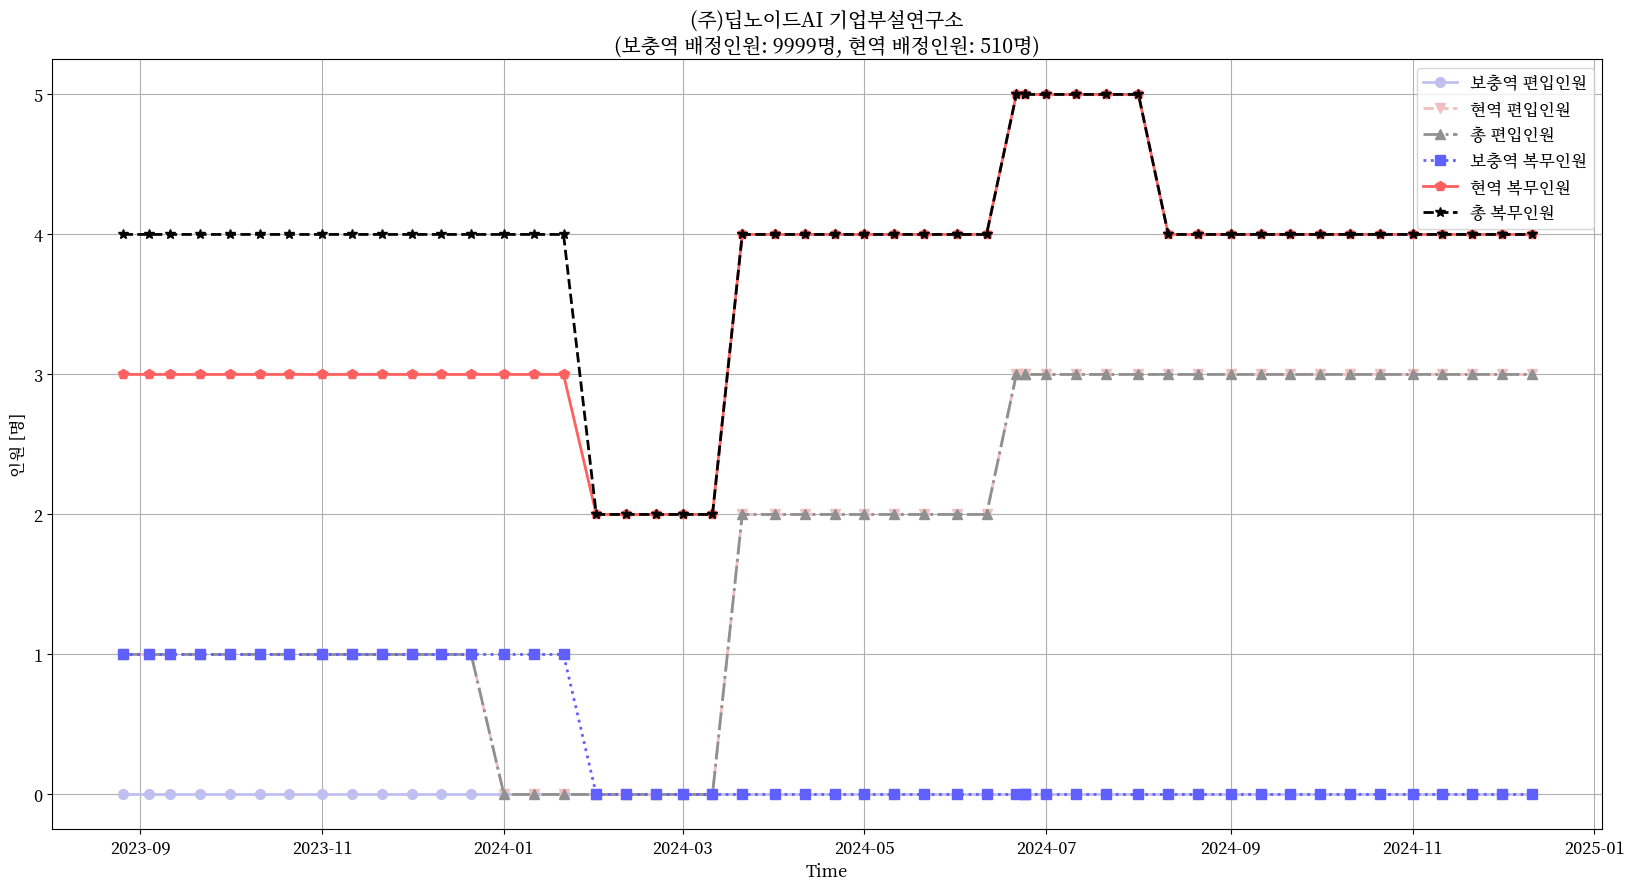 (주)딥노이드AI 기업부설연구소
(보충역 배정인원: 9999명, 현역 배정인원: 510명)
보충역 편입인원
현역 편입인원
총 편입인원
보충역 복무인원
현역 복무인원
총 복무인원
인원 [명]
5
4
3
2
1
0
2023-09 2023-11 2024-01 2024-03 2024-05 2024-07 2024-09 2024-11 2025-01
Time